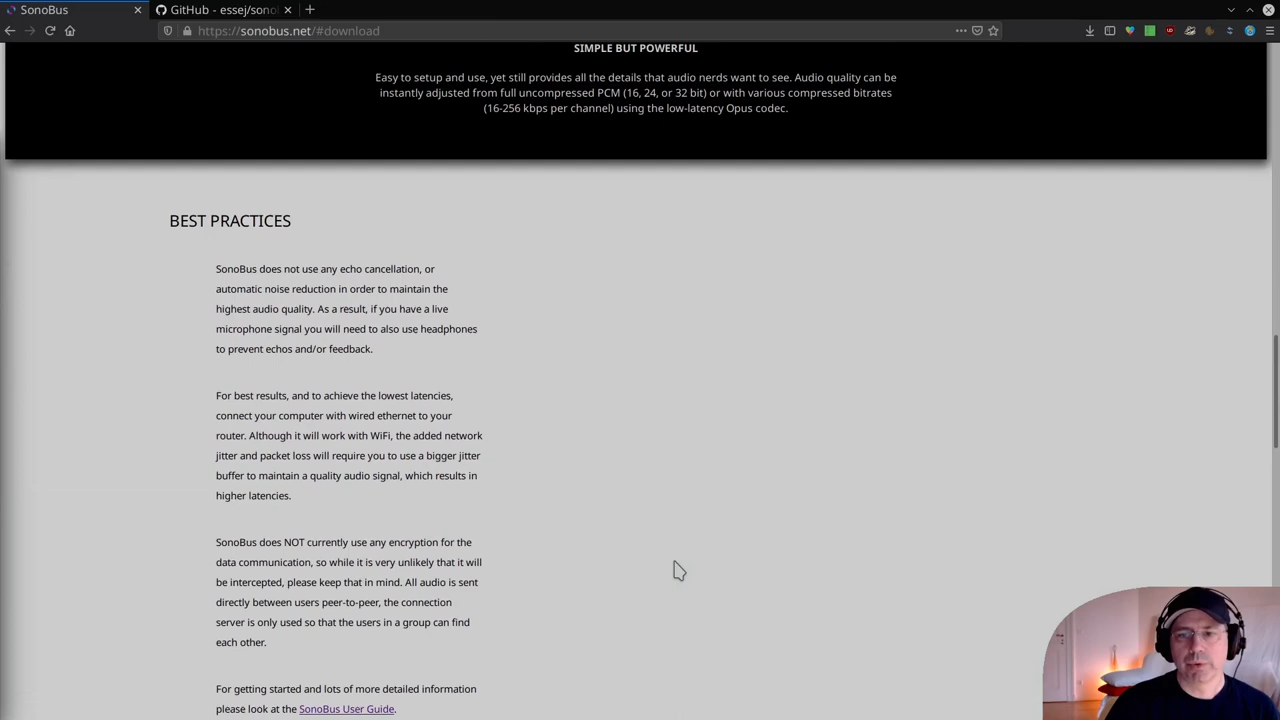 SonoBus
GitHub - essej/sono
https://sonobus.net/#download
SIMPLE BUT POWERFUL
Easy to setup and use, yet still provides all the details that audio nerds want to see. Audio quality can be
instantly adjusted from full uncompressed PCM (16, 24, or 32 bit) or with various compressed bitrates
(16-256 kbps per channel) using the low-latency Opus codec.
BEST PRACTICES
SonoBus does not use any echo cancellation, or
automatic noise reduction in order to maintain the
highest audio quality. As a result, if you have a live
microphone signal you will need to also use headphones
to prevent echos and/or feedback.
For best results, and to achieve the lowest latencies,
connect your computer with wired ethernet to your
router. Although it will work with WiFi, the added network
jitter and packet loss will require you to use a bigger jitter
buffer to maintain a quality audio signal, which results in
higher latencies.
SonoBus does NOT currently use any encryption for the
data communication, so while it is very unlikely that it will
be intercepted, please keep that in mind. All audio is sent
directly between users peer-to-peer, the connection
server is only used so that the users in a group can find
each other.
For getting started and lots of more detailed information
please look at the SonoBus User Guide.